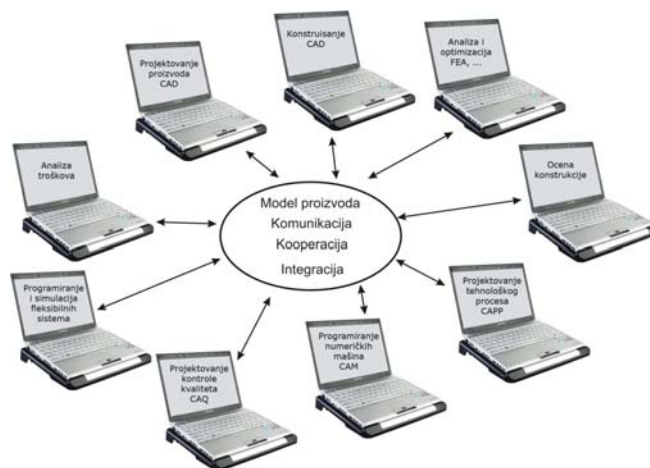 Konstruisanje
CAD
Projektovanje
proizvoda
CAD
Analiza i
optimizacija
FEA, ...
Analiza
troškova
Ocena
konstrukcije
Model proizvoda
Komunikacija
Kooperacija
Integracija
Programiranje
i simulacija
fleksibilnih
sistema
Projektovanje
tehnološkog
procesa
CAPP
Projektovanje
kontrole
kvaliteta
CAQ
Programiranje
numeričkih
mašina
CAM